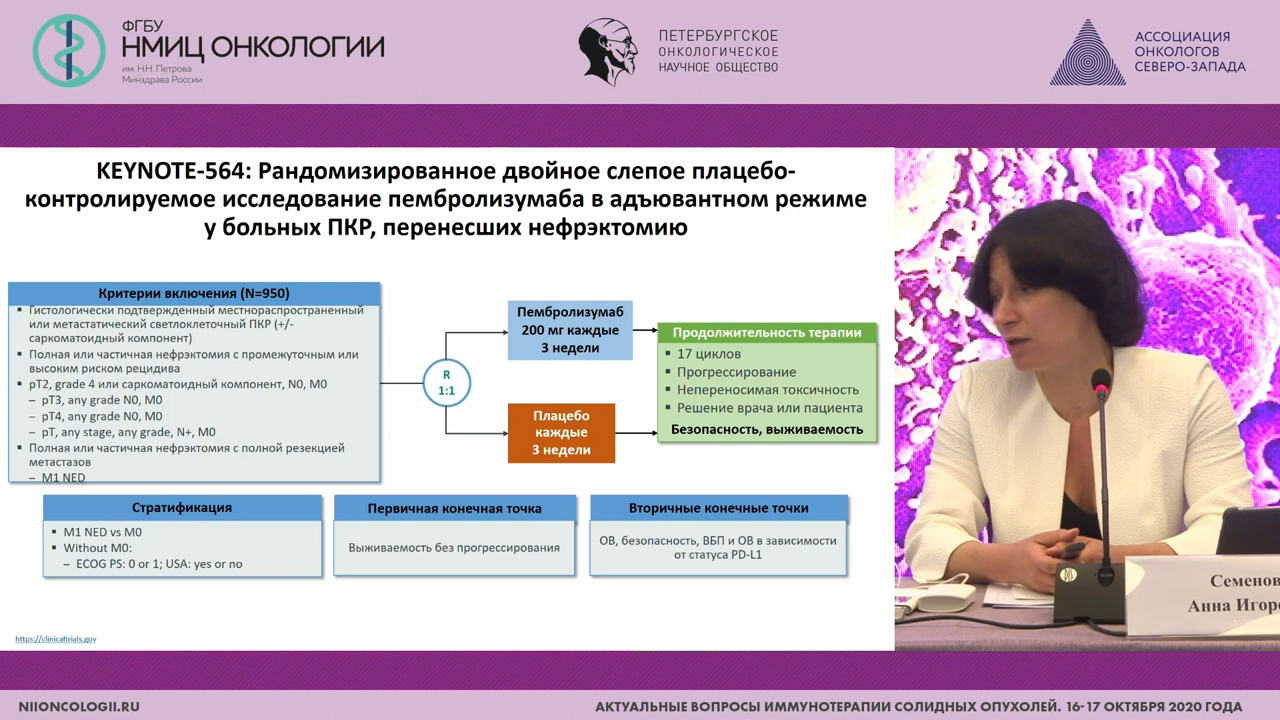 ФГБУ
НМИЦ ОНКОЛОГИИ
им. Н.Н. Петрова
Минздрава России
ПЕТЕРБУРГСКОЕ
ОНКОЛОГИЧЕСКОЕ
НАУЧНОЕ ОБЩЕСТВО
АССОЦИАЦИЯ
ОНКОЛОГОВ
СЕВЕРО-ЗАПАДА
KEYNOTE-564: Рандомизированное двойное слепое плацебо-
контролируемое исследование пембролизумаба в адъювантном режиме
у больных ПКР, перенесших нефрэктомию
Критерии включения (N=950)
▪ Гистологически подтвержденный местнораспространенный
или метастатический светлоклеточный ПКР (+/-
саркоматоидный компонент)
▪ Полная или частичная нефрэктомия с промежуточным или
высоким риском рецидива
▪ pT2, grade 4 или саркоматоидный компонент, N0, M0
– pT3, any grade N0, M0
– pT4, any grade N0, M0
– pT, any stage, any grade, N+, M0
▪ Полная или частичная нефрэктомия с полной резекцией
метастазов
– M1 NED
R
1:1
Пембролизумаб
200 мг каждые
3 недели
Плацебо
каждые
3 недели
Продолжительность терапии
▪ 17 циклов
▪ Прогрессирование
▪ Непереносимая токсичность
▪ Решение врача или пациента
Безопасность, выживаемость
Стратификация
▪ M1 NED vs M0
▪ Without M0:
– ECOG PS: 0 or 1; USA: yes or no
Первичная конечная точка
Выживаемость без прогрессирования
Вторичные конечные точки
ОВ, безопасность, ВБП и ОВ в зависимости
от статуса PD-L1
https://clinicaltrials.gov
Семенов
Анна Игоре
NIIONCOLOGII.RU
АКТУАЛЬНЫЕ ВОПРОСЫ ИММУНОТЕРАПИИ СОЛИДНЫХ ОПУХОЛЕЙ. 16-17 ОКТЯБРЯ 2020 ГОДА